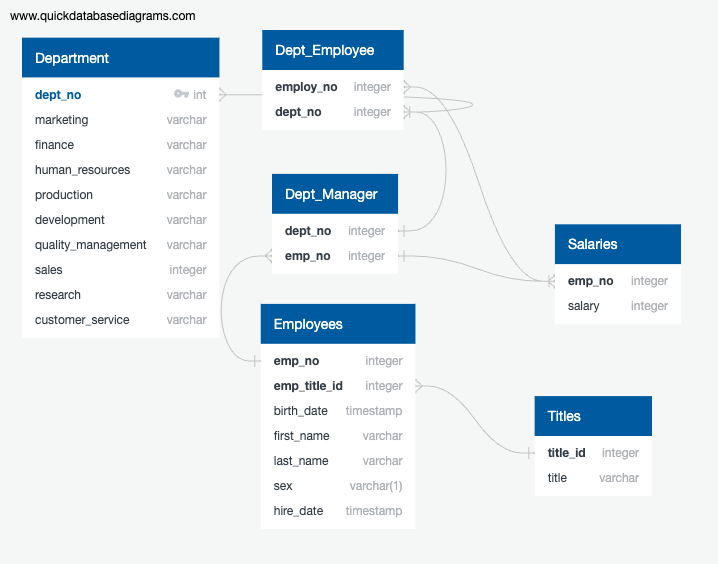 www.quickdatabasediagrams.com
Department
dept_no int
marketing varchar
finance varchar
human_resources varchar
production varchar
development varchar
quality_management varchar
sales integer
research varchar
customer_service varchar
Dept_Employee
employ_no integer
dept_no integer
Dept_Manager
dept_no integer
emp_no integer
Salaries
emp_no integer
salary integer
Employees
emp_no integer
emp_title_id integer
birth_date timestamp
first_name varchar
last_name varchar
sex varchar(1)
hire_date timestamp
Titles
title_id integer
title varchar